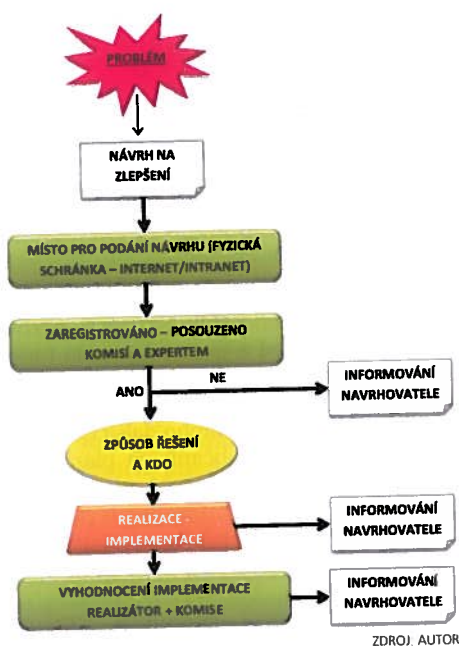 PROBLÉM
NÁVRH NA
ZLEPŠENÍ
MÍSTO PRO PODÁNÍ NÁVRHU (FYZICKÁ
SCHRÁNKA – INTERNET/INTRANET)
ZAREGISTROVÁNO – POSOUZENO
KOMISÍ A EXPERTEM
NE
ANO
INFORMOVÁNÍ
NAVRHOVATELE
ZPŮSOB ŘEŠENÍ
A KDO
REALIZACE -
IMPLEMENTACE
INFORMOVÁNÍ
NAVRHOVATELE
VYHODNOCENÍ IMPLEMENTACE
REALIZÁTOR + KOMISE
INFORMOVÁNÍ
NAVRHOVATELE
ZDROJ. AUTOR